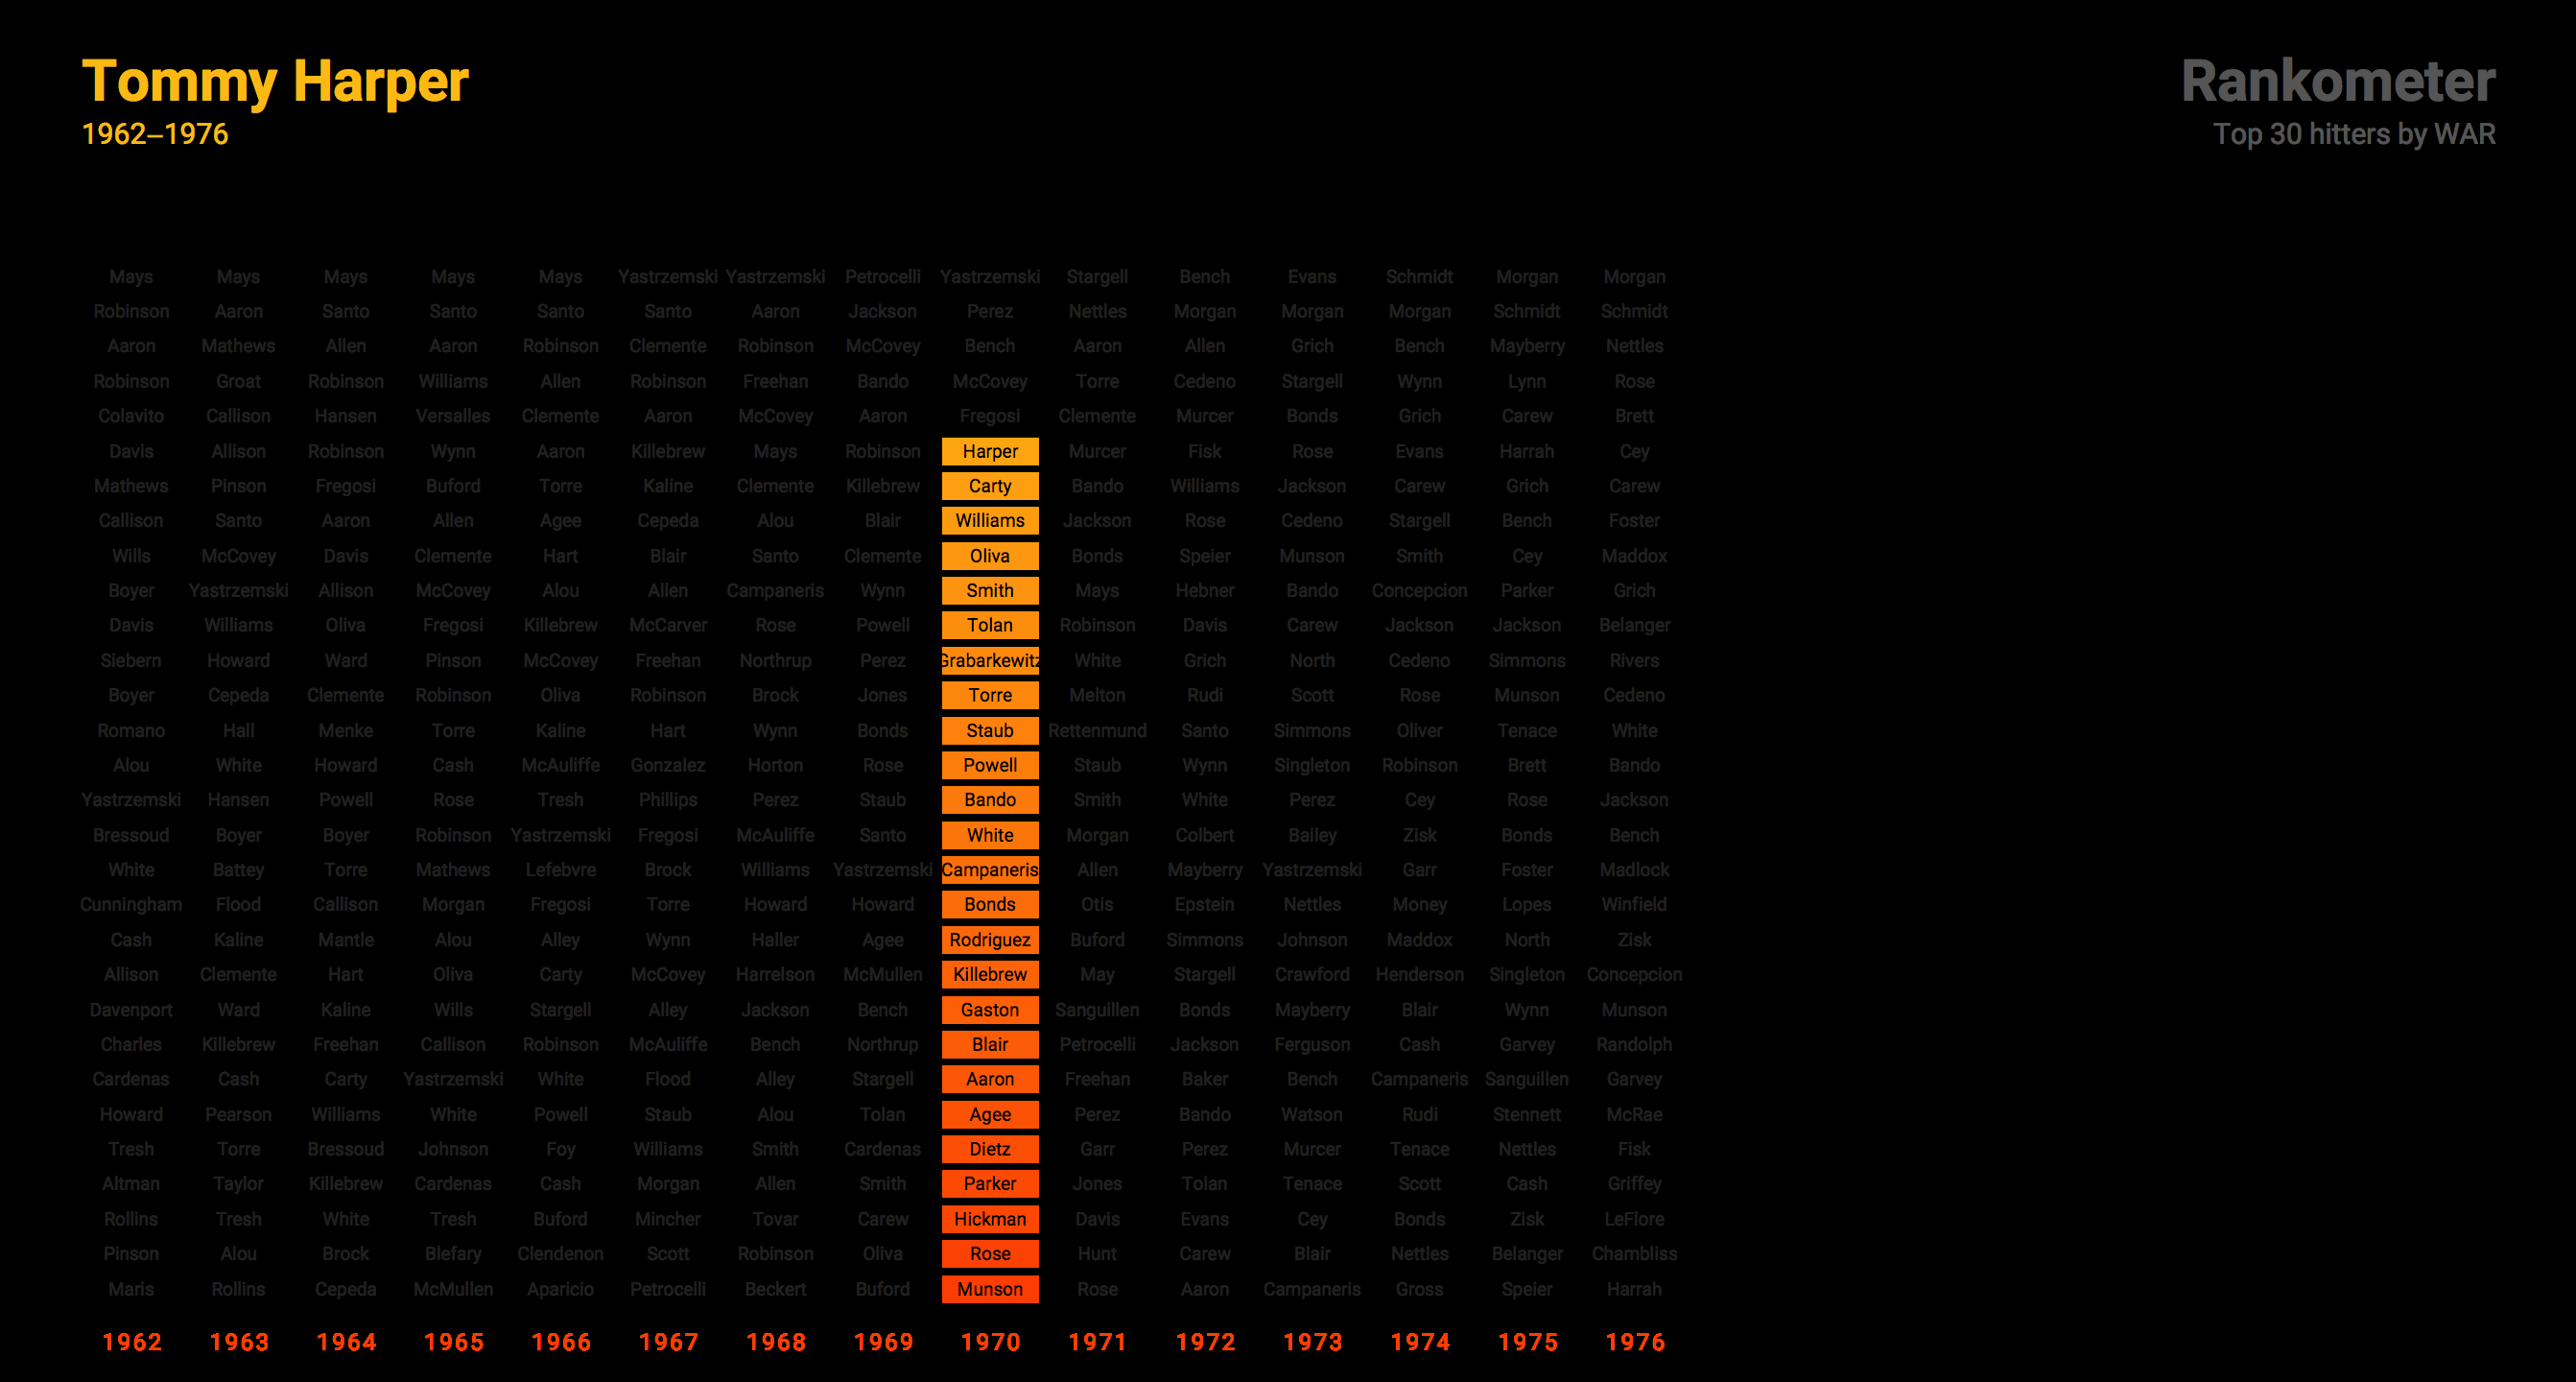 Tommy Harper Rankometer
1962–1976 Top 30 hitters by WAR
Mays Mays Mays Mays Mays Yastrzemski Yastrzemski Petrocelli Yastrzemski Stargell Bench Evans Schmidt Morgan Morgan
Robinson Aaron Santo Santo Santo Santo Aaron Jackson Perez Nettles Morgan Morgan Morgan Schmidt Schmidt
Aaron Mathews Allen Aaron Robinson Clemente Robinson McCovey Bench Aaron Allen Grich Bench Mayberry Nettles
Robinson Groat Robinson Williams Allen Robinson Freehan Bando McCovey Torre Cedeno Stargell Wynn Lynn Rose
Colavito Callison Hansen Versalles Clemente Aaron McCovey Aaron Fregosi Clemente Murcer Bonds Grich Carew Brett
Davis Allison Robinson Wynn Aaron Killebrew Mays Robinson Harper Murcer Fisk Rose Evans Harrah Cey
Mathews Pinson Fregosi Buford Torre Kaline Clemente Killebrew Carty Bando Williams Jackson Carew Grich Carew
Callison Santo Aaron Allen Agee Cepeda Alou Blair Williams Jackson Rose Cedeno Stargell Bench Foster
Wills McCovey Davis Clemente Hart Blair Santo Clemente Oliva Bonds Speier Munson Smith Cey Maddox
Boyer Yastrzemski Allison McCovey Alou Allen Campaneris Wynn Smith Mays Hebner Bando Concepcion Parker Grich
Davis Williams Oliva Fregosi Killebrew McCarver Rose Powell Tolan Robinson Davis Carew Jackson Jackson Belanger
Siebern Howard Ward Pinson McCovey Freehan Northrup Perez Grabarkewitz White Grich North Cedeno Simmons Rivers
Boyer Cepeda Clemente Robinson Oliva Robinson Brock Jones Torre Melton Rudi Scott Rose Munson Cedeno
Romano Hall Menke Torre Kaline Hart Wynn Bonds Staub Rettenmund Santo Simmons Oliver Tenace White
Alou White Howard Cash McAuliffe Gonzalez Horton Rose Powell Staub Wynn Singleton Robinson Brett Bando
Yastrzemski Hansen Powell Rose Tresh Phillips Perez Staub Bando Smith White Perez Cey Rose Jackson
Bressoud Boyer Boyer Robinson Yastrzemski Fregosi McAuliffe Santo White Morgan Colbert Bailey Zisk Bonds Bench
White Battey Torre Mathews Lefebvre Brock Williams Yastrzemski Campaneris Allen Mayberry Yastrzemski Garr Foster Madlock
Cunningham Flood Callison Morgan Fregosi Torre Howard Howard Bonds Otis Epstein Nettles Money Lopes Winfield
Cash Kaline Mantle Alou Alley Wynn Haller Agee Rodriguez Buford Simmons Johnson Maddox North Zisk
Allison Clemente Hart Oliva Carty McCovey Harrelson McMullen Killebrew May Stargell Crawford Henderson Singleton Concepcion
Davenport Ward Kaline Wills Stargell Alley Jackson Bench Gaston Sanguillen Bonds Mayberry Blair Wynn Munson
Charles Killebrew Freehan Callison Robinson McAuliffe Bench Northrup Blair Petrocelli Jackson Ferguson Cash Garvey Randolph
Cardenas Cash Carty Yastrzemski White Flood Alley Stargell Aaron Freehan Baker Bench Campaneris Sanguillen Garvey
Howard Pearson Williams White Powell Staub Alou Tolan Agee Perez Bando Watson Rudi Stennett McRae
Tresh Torre Bressoud Johnson Foy Williams Smith Cardenas Dietz Garr Perez Murcer Tenace Nettles Fisk
Altman Taylor Killebrew Cardenas Cash Morgan Allen Smith Parker Jones Tolan Tenace Scott Cash Griffey
Rollins Tresh White Tresh Buford Mincher Tovar Carew Hickman Davis Evans Cey Bonds Zisk LeFlore
Pinson Alou Brock Blefary Clendenon Scott Robinson Oliva Rose Hunt Carew Blair Nettles Belanger Chambliss
Maris Rollins Cepeda McMullen Aparicio Petrocelli Beckert Buford Munson Rose Aaron Campaneris Gross Speier Harrah
1962 1963 1964 1965 1966 1967 1968 1969 1970 1971 1972 1973 1974 1975 1976